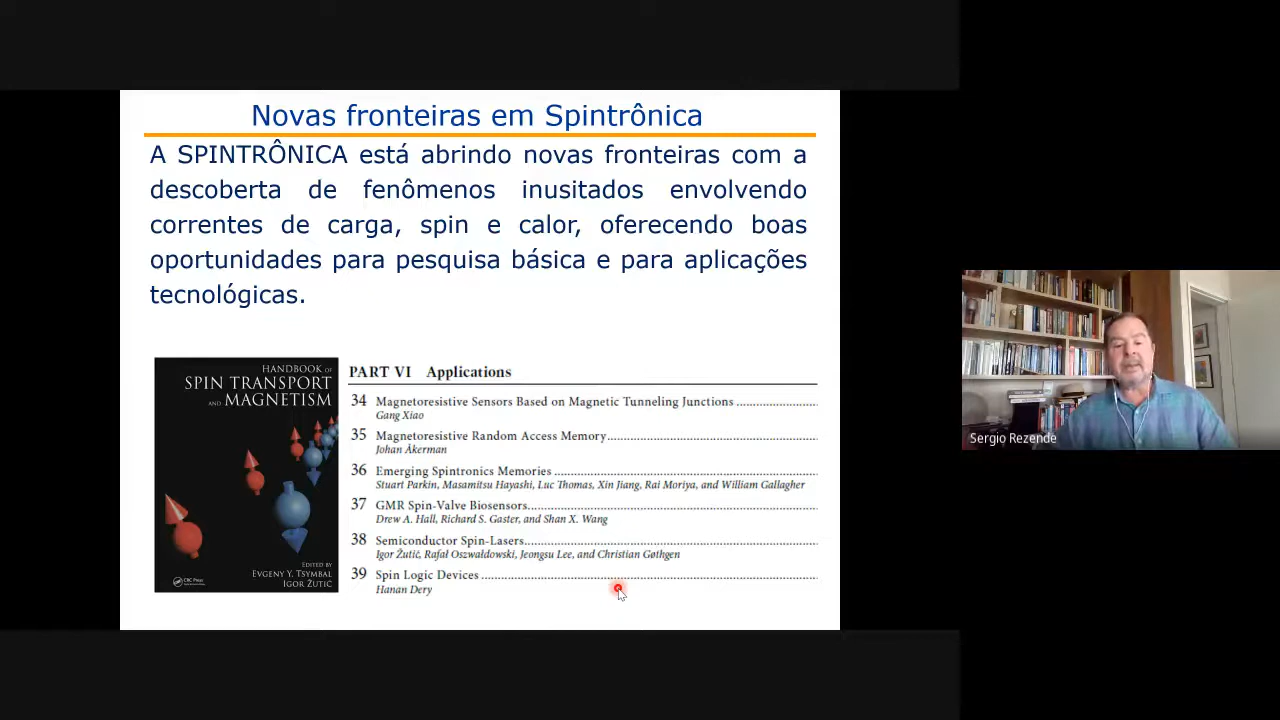 Novas fronteiras em Spintrônica
A SPINTRÔNICA está abrindo novas fronteiras com a
descoberta de fenômenos inusitados envolvendo
correntes de carga, spin e calor, oferecendo boas
oportunidades para pesquisa básica e para aplicações
tecnológicas.
HANDBOOK OF
SPIN TRANSPORT
AND MAGNETISM
EDITED BY
EVGENY Y. TSYMBAL
IGOR ŽUTIĆ
CRC Press
PART VI Applications
34 Magnetoresistive Sensors Based on Magnetic Tunneling Junctions
Gang Xiao
35 Magnetoresistive Random Access Memory
Johan Åkerman
36 Emerging Spintronics Memories
Stuart Parkin, Masamitsu Hayashi, Luc Thomas, Xin Jiang, Rai Moriya, and William Gallagher
37 GMR Spin-Valve Biosensors
Drew A. Hall, Richard S. Gaster, and Shan X. Wang
38 Semiconductor Spin-Lasers
Igor Žutić, Rafał Oszwałdowski, Jeongsu Lee, and Christian Gøthgen
39 Spin Logic Devices
Hanan Dery
Sergio Rezende